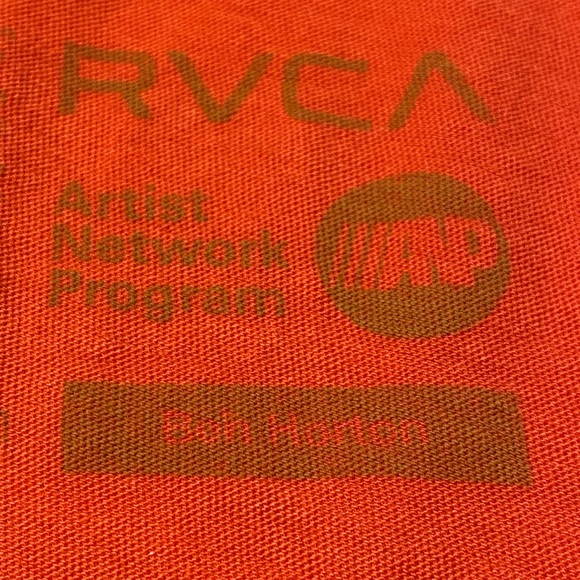 RVCA
Artist
Network
Program
///ANP
Ben Horton